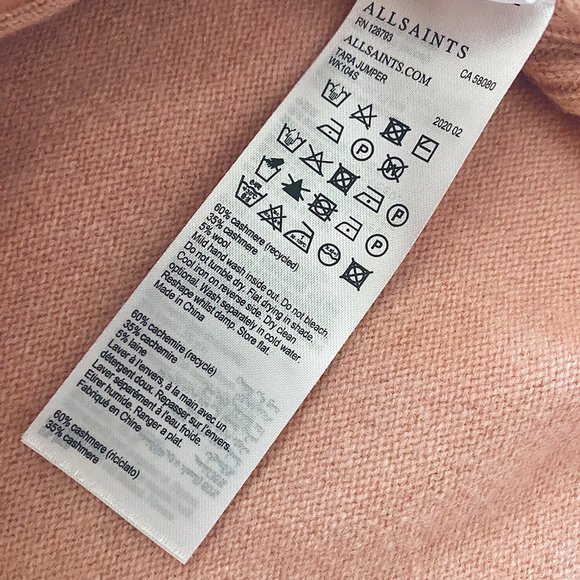 ALLSAINTS
RN 128793
ALLSAINTS.COM
CA 58080
TARA JUMPER
WK104S
2020 02
60% cashmere (recycled)
35% cashmere
5% wool
Mild hand wash inside out. Do not bleach.
Do not tumble dry. Flat drying in shade.
Cool iron on reverse side. Dry clean
optional. Wash separately in cold water.
Reshape whilst damp. Store flat.
Made in China
60% cachemire (recyclé)
35% cachemire
5% laine
Laver à l'envers, à la main avec un
détergent doux. Repasser sur l'envers.
Etirer humide. Ranger a plat.
Laver séparément à l'eau froide.
Fabriqué en Chine
60% cashmere (riciclato)
35% cashmere